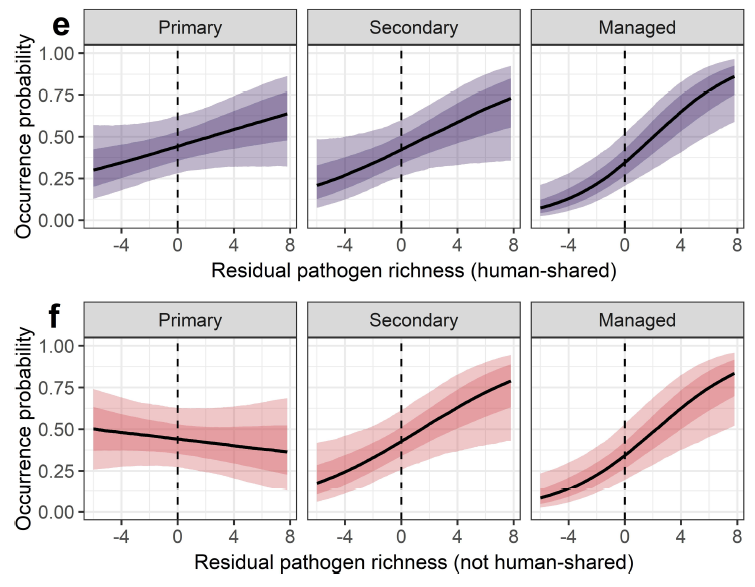 e
Primary Secondary Managed
Occurrence probability
1.00
0.75
0.50
0.25
0.00
-4 0 4 8 -4 0 4 8 -4 0 4 8
Residual pathogen richness (human-shared)
f
Primary Secondary Managed
Occurrence probability
1.00
0.75
0.50
0.25
0.00
-4 0 4 8 -4 0 4 8 -4 0 4 8
Residual pathogen richness (not human-shared)